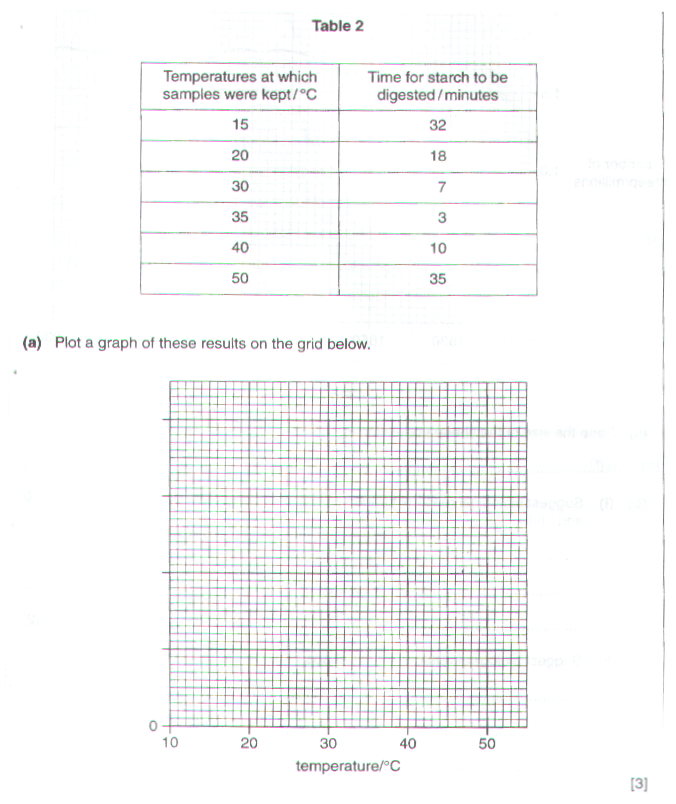 Table 2
Temperatures at which
samples were kept/°C
Time for starch to be
digested/minutes
15 32
20 18
30 7
35 3
40 10
50 35
(a) Plot a graph of these results on the grid below.
0
10 20 30 40 50
temperature/°C
[3]